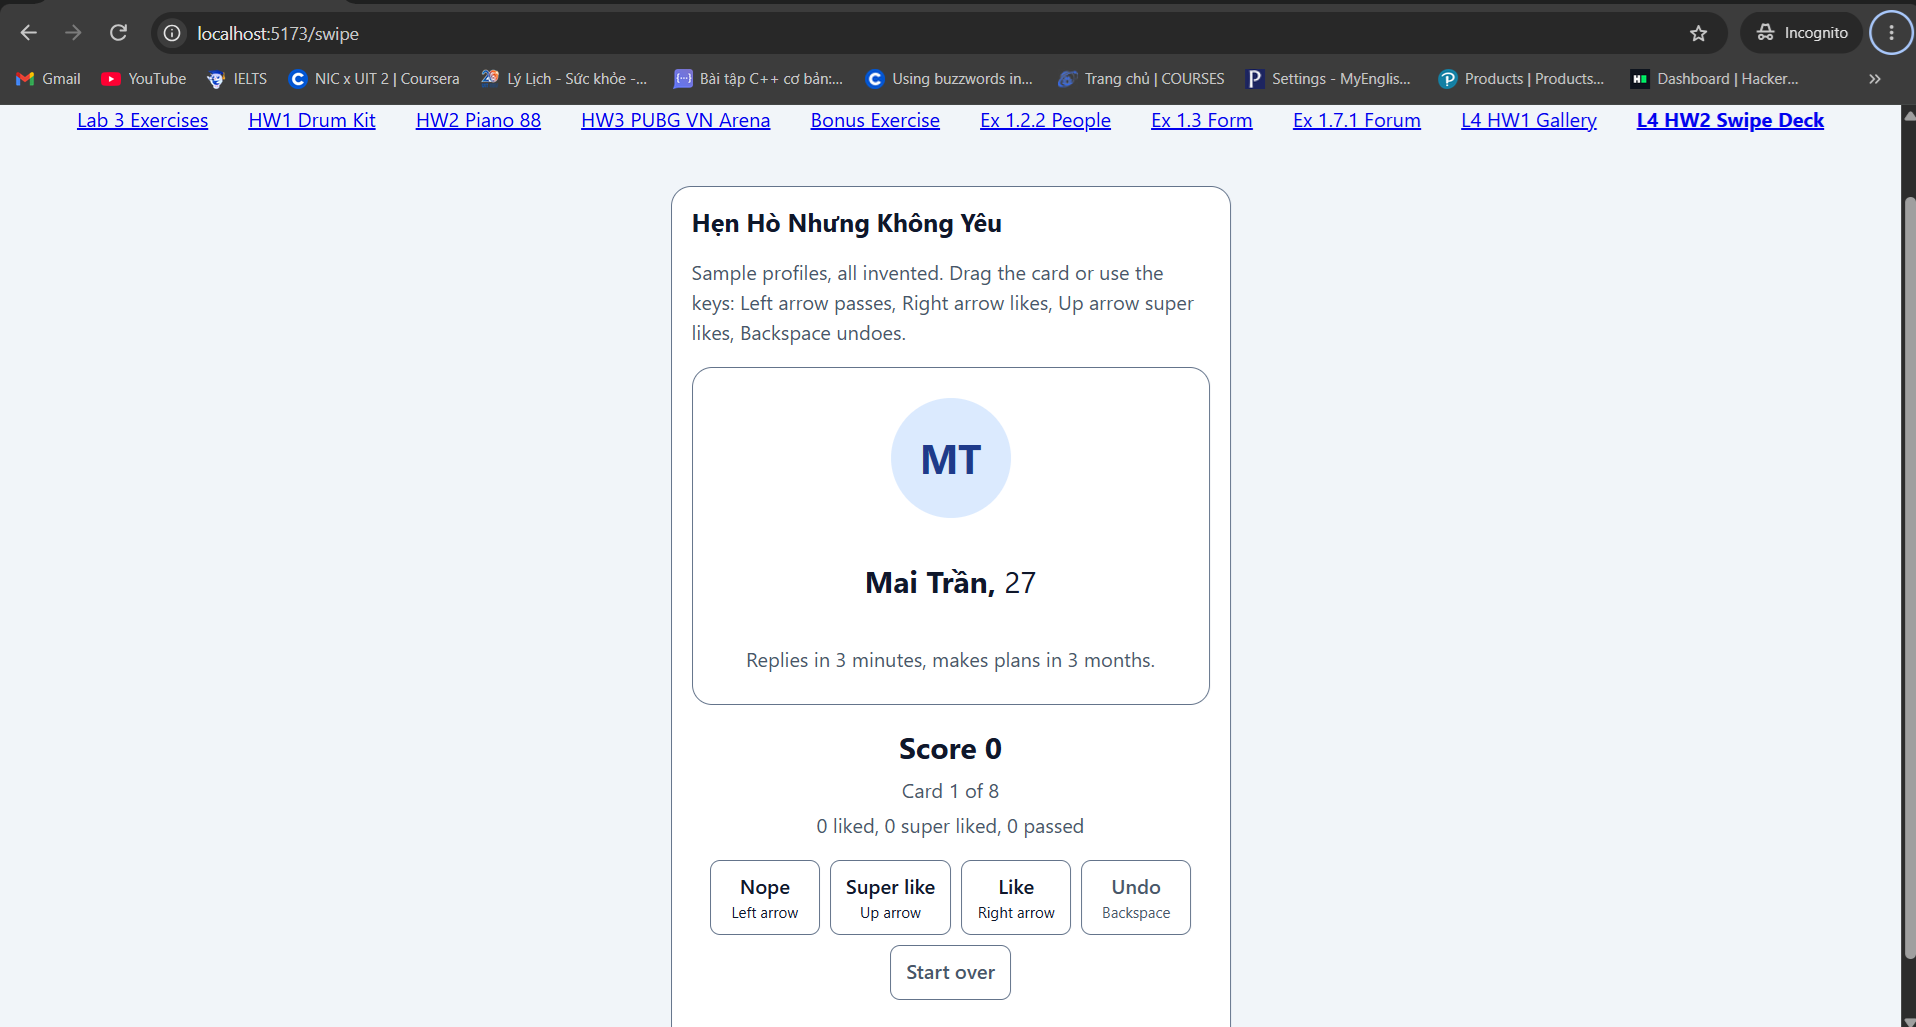 localhost:5173/swipe
Incognito
Gmail
YouTube
IELTS
NIC x UIT 2 | Coursera
Lý Lịch - Sức khỏe -...
Bài tập C++ cơ bản:...
Using buzzwords in...
Trang chủ | COURSES
Settings - MyEnglis...
Products | Products...
Dashboard | Hacker...
»
Lab 3 Exercises
HW1 Drum Kit
HW2 Piano 88
HW3 PUBG VN Arena
Bonus Exercise
Ex 1.2.2 People
Ex 1.3 Form
Ex 1.7.1 Forum
L4 HW1 Gallery
L4 HW2 Swipe Deck
Hẹn Hò Nhưng Không Yêu
Sample profiles, all invented. Drag the card or use the
keys: Left arrow passes, Right arrow likes, Up arrow super
likes, Backspace undoes.
MT
Mai Trần, 27
Replies in 3 minutes, makes plans in 3 months.
Score 0
Card 1 of 8
0 liked, 0 super liked, 0 passed
Nope
Left arrow
Super like
Up arrow
Like
Right arrow
Undo
Backspace
Start over